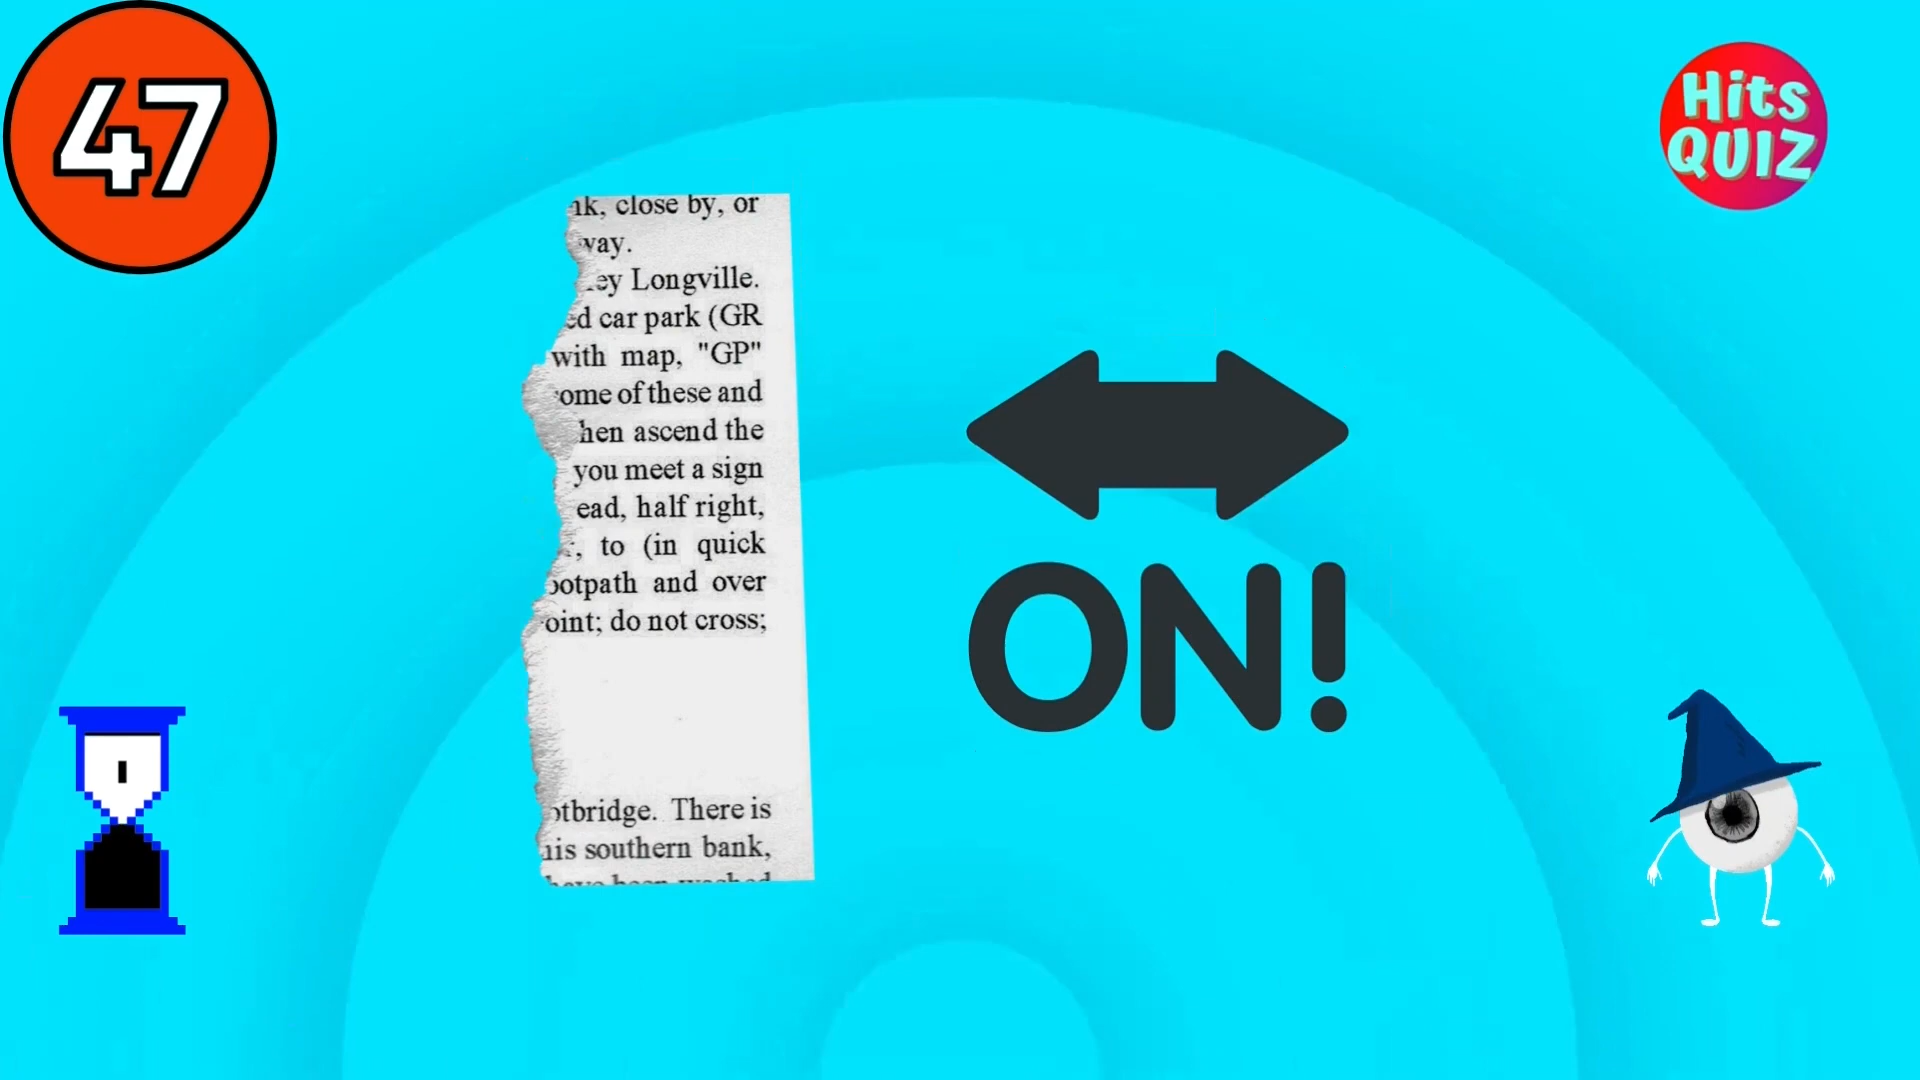 47
Hits
QUIZ
close by, or
Longville.
car park (GR
with map, "GP"
of these and
ascend the
you meet a sign
half right,
to (in quick
and over
do not cross;
There is
southern bank,
ON!